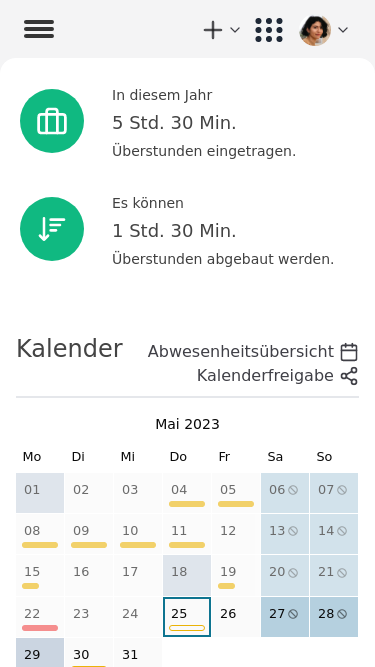 In diesem Jahr
5 Std. 30 Min.
Überstunden eingetragen.
Es können
1 Std. 30 Min.
Überstunden abgebaut werden.
Kalender
Abwesenheitsübersicht
Kalenderfreigabe
Mai 2023
Mo Di Mi Do Fr Sa So
01 02 03 04 05 06 07
08 09 10 11 12 13 14
15 16 17 18 19 20 21
22 23 24 25 26 27 28
29 30 31